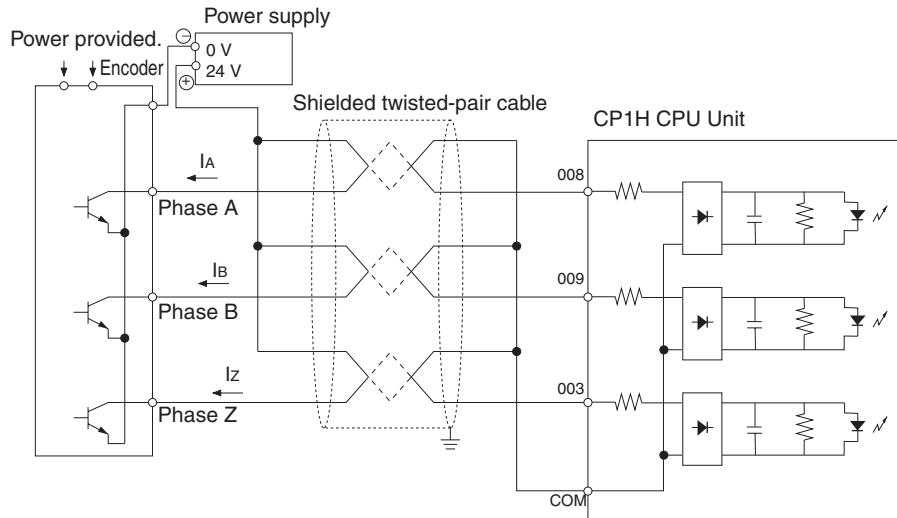 Power supply
Power provided.
⊖
0 V
Encoder
24 V
⊕
Shielded twisted-pair cable
CP1H CPU Unit
IA
008
Phase A
IB
009
Phase B
IZ
003
Phase Z
COM